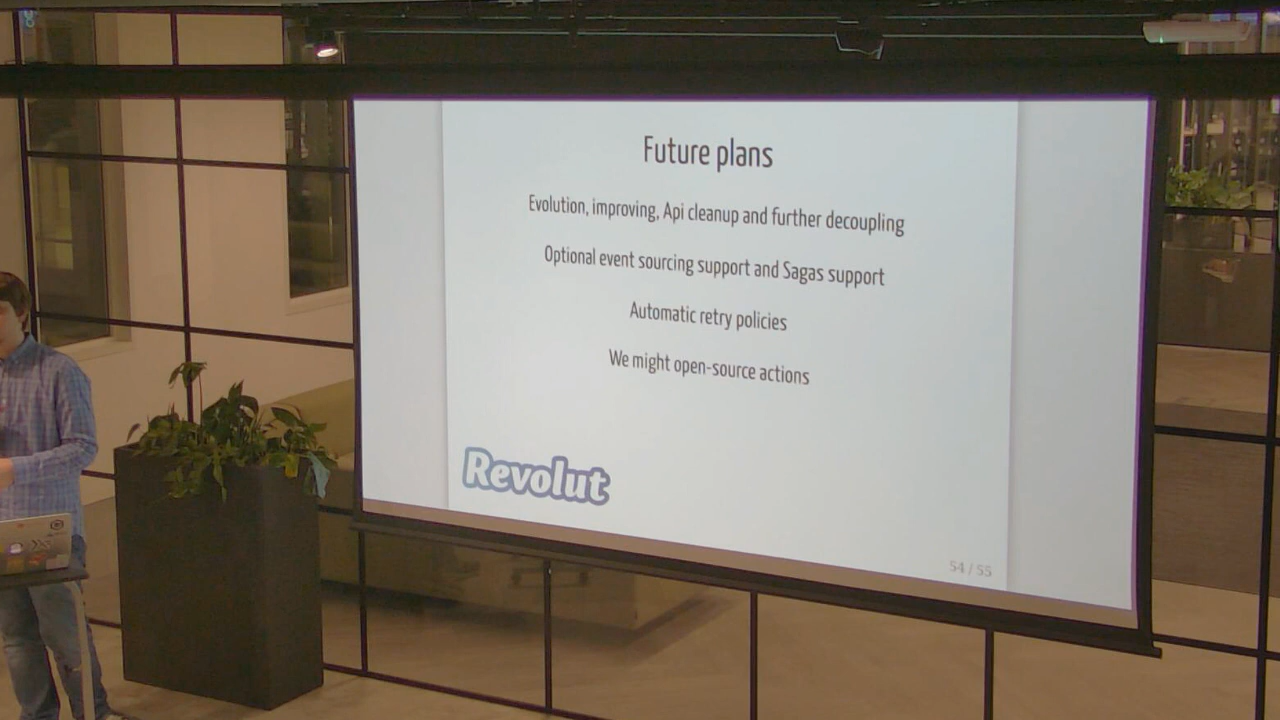 Future plans
Evolution, improving, Api cleanup and further decoupling
Optional event sourcing support and Sagas support
Automatic retry policies
We might open-source actions
Revolut
54 / 55